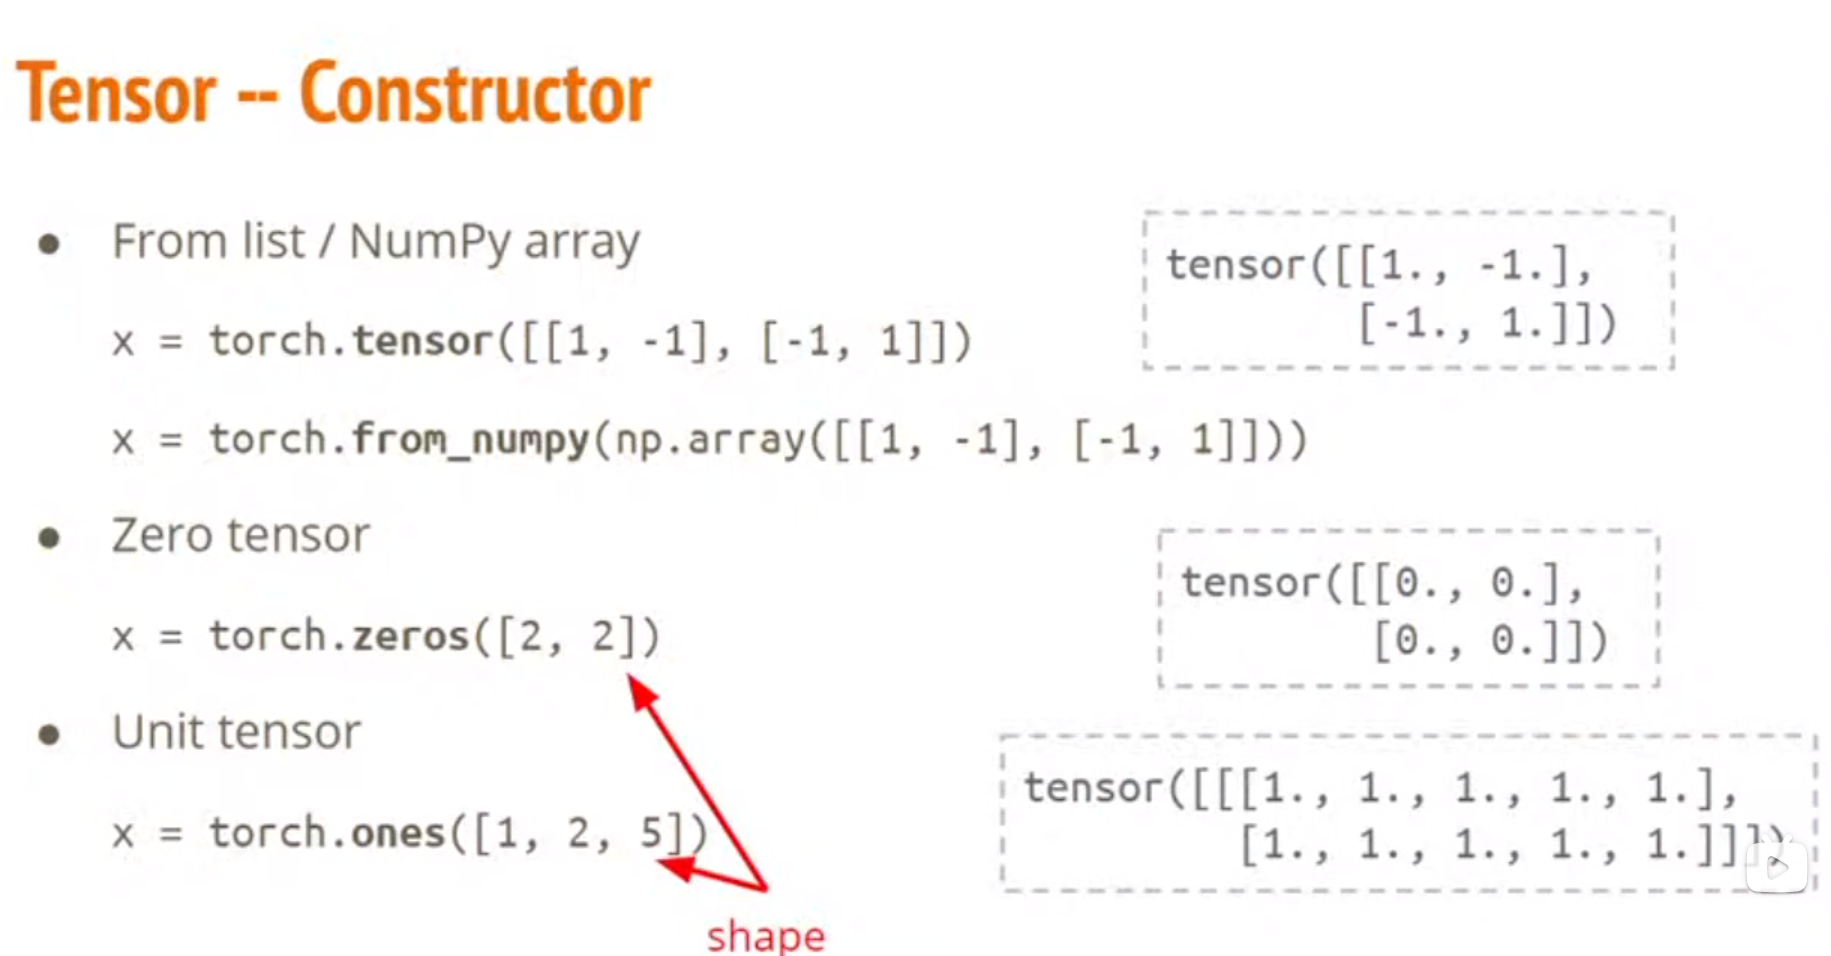 Tensor -- Constructor
● From list / NumPy array
x = torch.tensor([[1, -1], [-1, 1]])
tensor([[1., -1.],
[-1., 1.]])
x = torch.from_numpy(np.array([[1, -1], [-1, 1]]))
● Zero tensor
x = torch.zeros([2, 2])
tensor([[0., 0.],
[0., 0.]])
● Unit tensor
x = torch.ones([1, 2, 5])
tensor([[[1., 1., 1., 1., 1.],
[1., 1., 1., 1., 1.]]])
shape